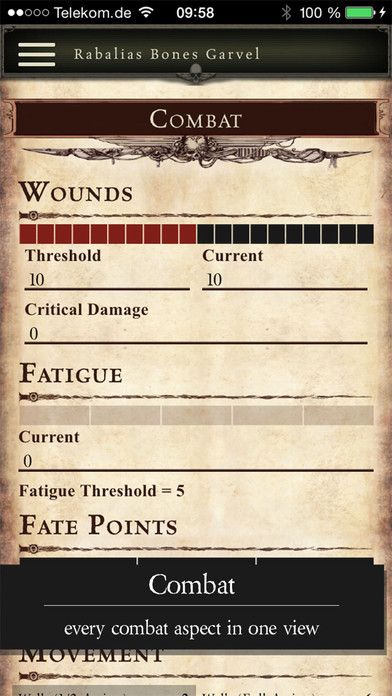 Telekom.de 09:58 100 %
Rabalias Bones Garvel
COMBAT
WOUNDS
Threshold Current
10 10
Critical Damage
0
FATIGUE
Current
0
Fatigue Threshold = 5
FATE POINTS
Combat
every combat aspect in one view
MOVEMENT